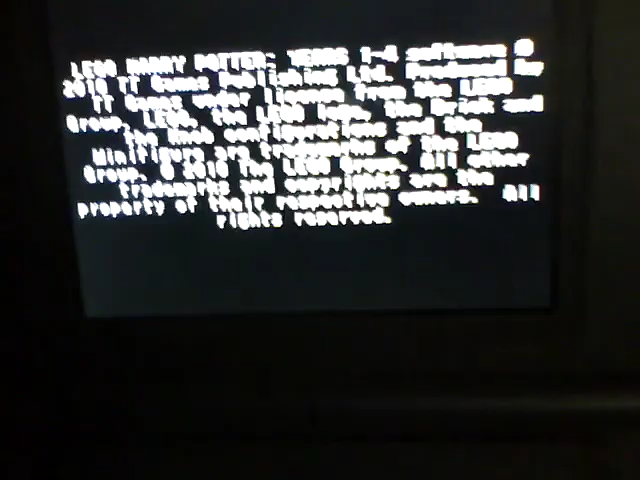 LEGO HARRY POTTER: YEARS 1-4 software ©
2010 TT Games Publishing Ltd. Produced by
TT Games under license from the LEGO
Group. LEGO, the LEGO logo, the Brick and
the Knob configurations and the
Minifigure are trademarks of the LEGO
Group. © 2010 The LEGO Group. All other
trademarks and copyrights are the
property of their respective owners. All
rights reserved.